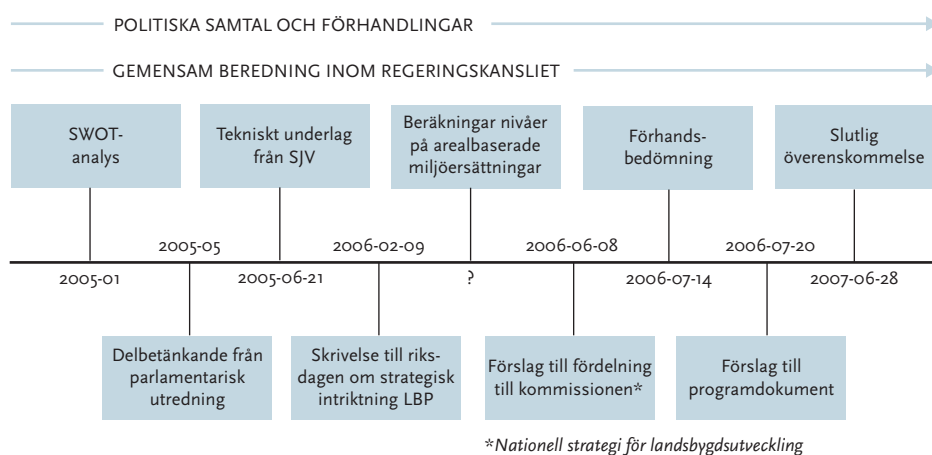 POLITISKA SAMTAL OCH FÖRHANDLINGAR
GEMENSAM BEREDNING INOM REGERINGSKANSLIET
SWOT-
analys
Tekniskt underlag
från SJV
Beräkningar nivåer
på arealbaserade
miljöersättningar
Förhands-
bedömning
Slutlig
överenskommelse
2005-05
2006-02-09
2006-06-08
2006-07-20
2005-01
2005-06-21
?
2006-07-14
2007-06-28
Delbetänkande från
parlamentarisk
utredning
Skrivelse till riks-
dagen om strategisk
intriktning LBP
Förslag till fördelning
till kommissionen*
Förslag till
programdokument
*Nationell strategi för landsbygdsutveckling